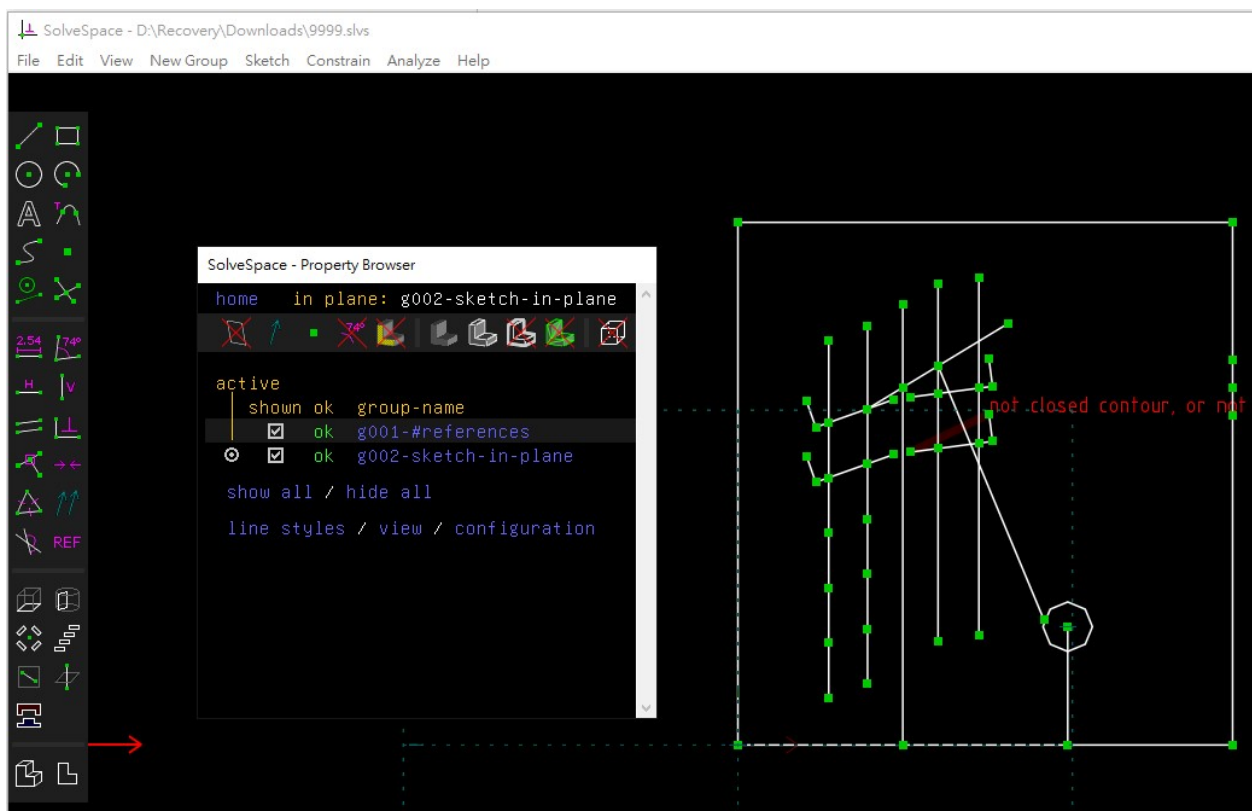 SolveSpace - D:\Recovery\Downloads\9999.slvs
File Edit View New Group Sketch Constrain Analyze Help
SolveSpace - Property Browser
home in plane: g002-sketch-in-plane
74º
active
shown ok group-name
ok g001-#references
ok g002-sketch-in-plane
show all / hide all
line styles / view / configuration
A T
2.54 74º
H V
REF
not closed contour, or not